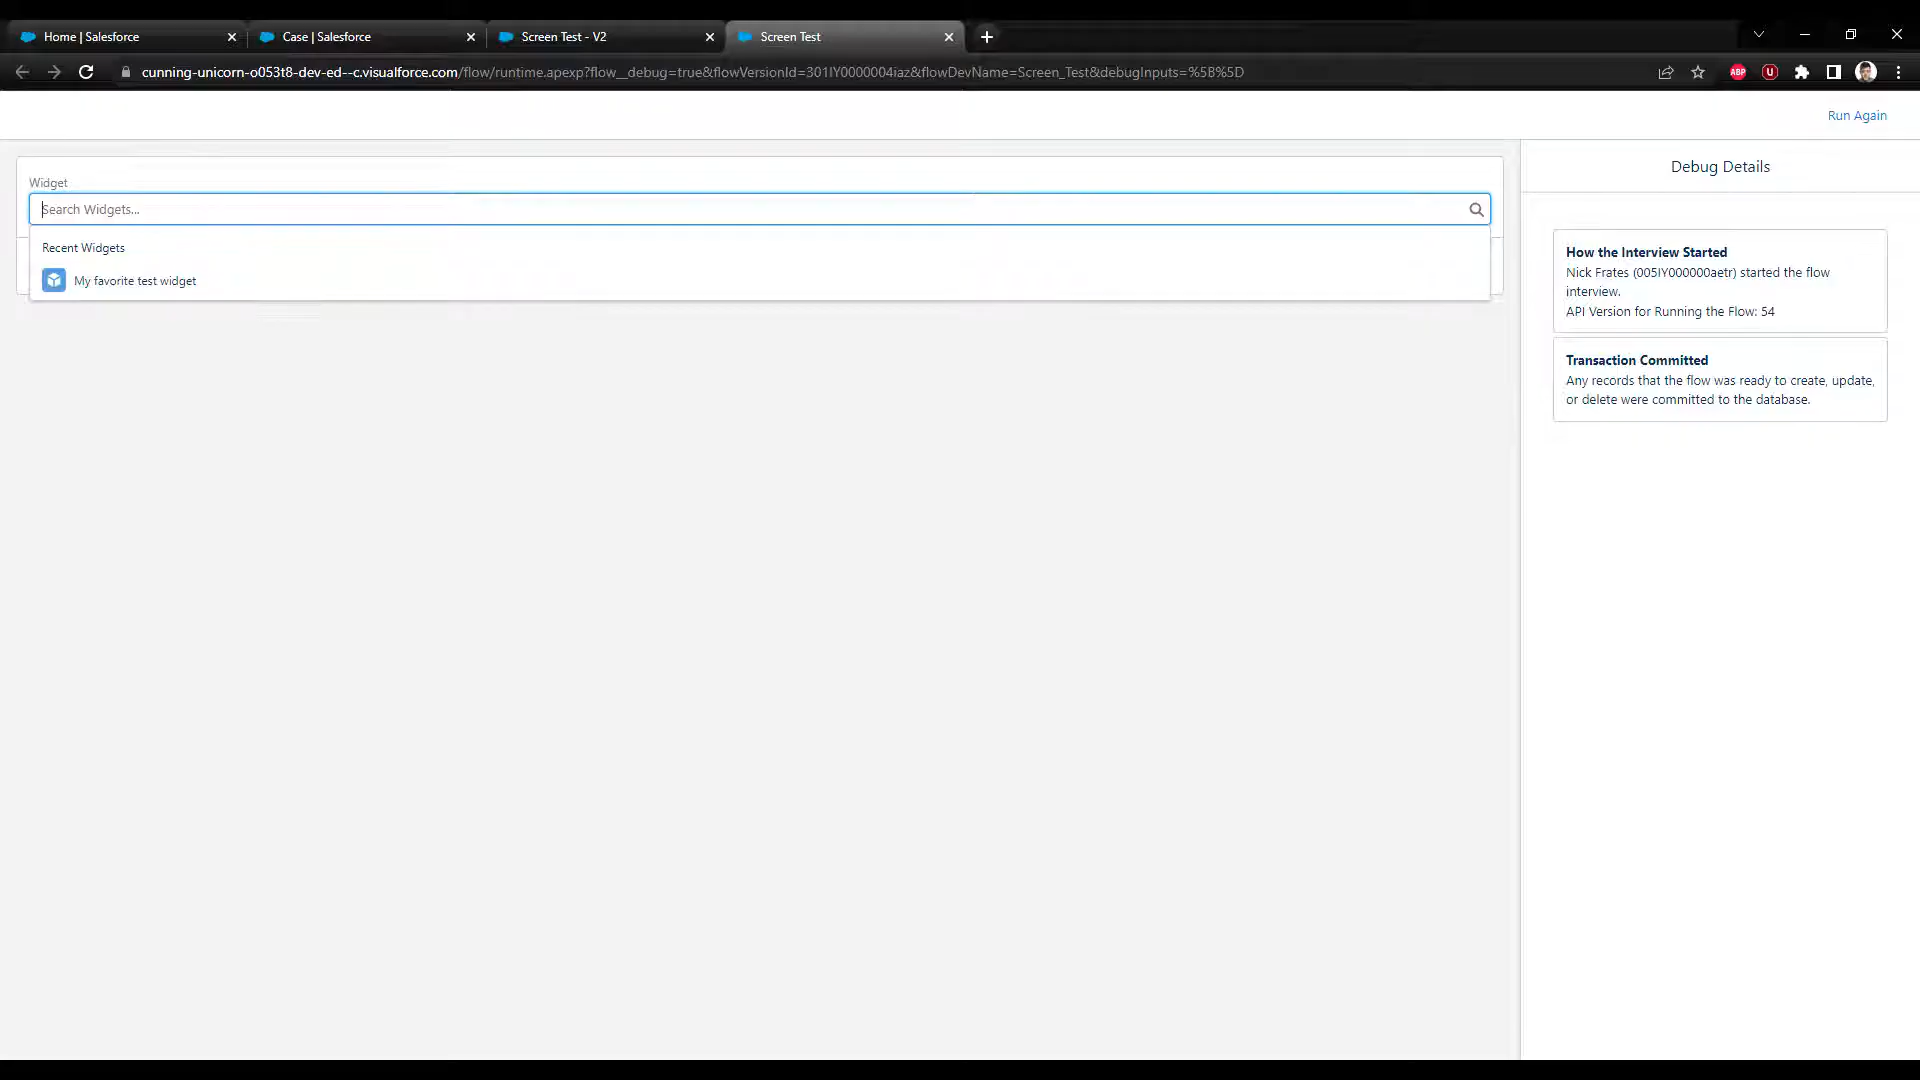 Home | Salesforce
Case | Salesforce
Screen Test - V2
Screen Test
cunning-unicorn-o053t8-dev-ed--c.visualforce.com/flow/runtime.apexp?flow__debug=true&flowVersionId=301IY0000004iaz&flowDevName=Screen_Test&debugInputs=%5B%5D
ABP
U
Run Again
Widget
Search Widgets...
Recent Widgets
My favorite test widget
Debug Details
How the Interview Started
Nick Frates (005IY000000aetr) started the flow
interview.
API Version for Running the Flow: 54
Transaction Committed
Any records that the flow was ready to create, update,
or delete were committed to the database.